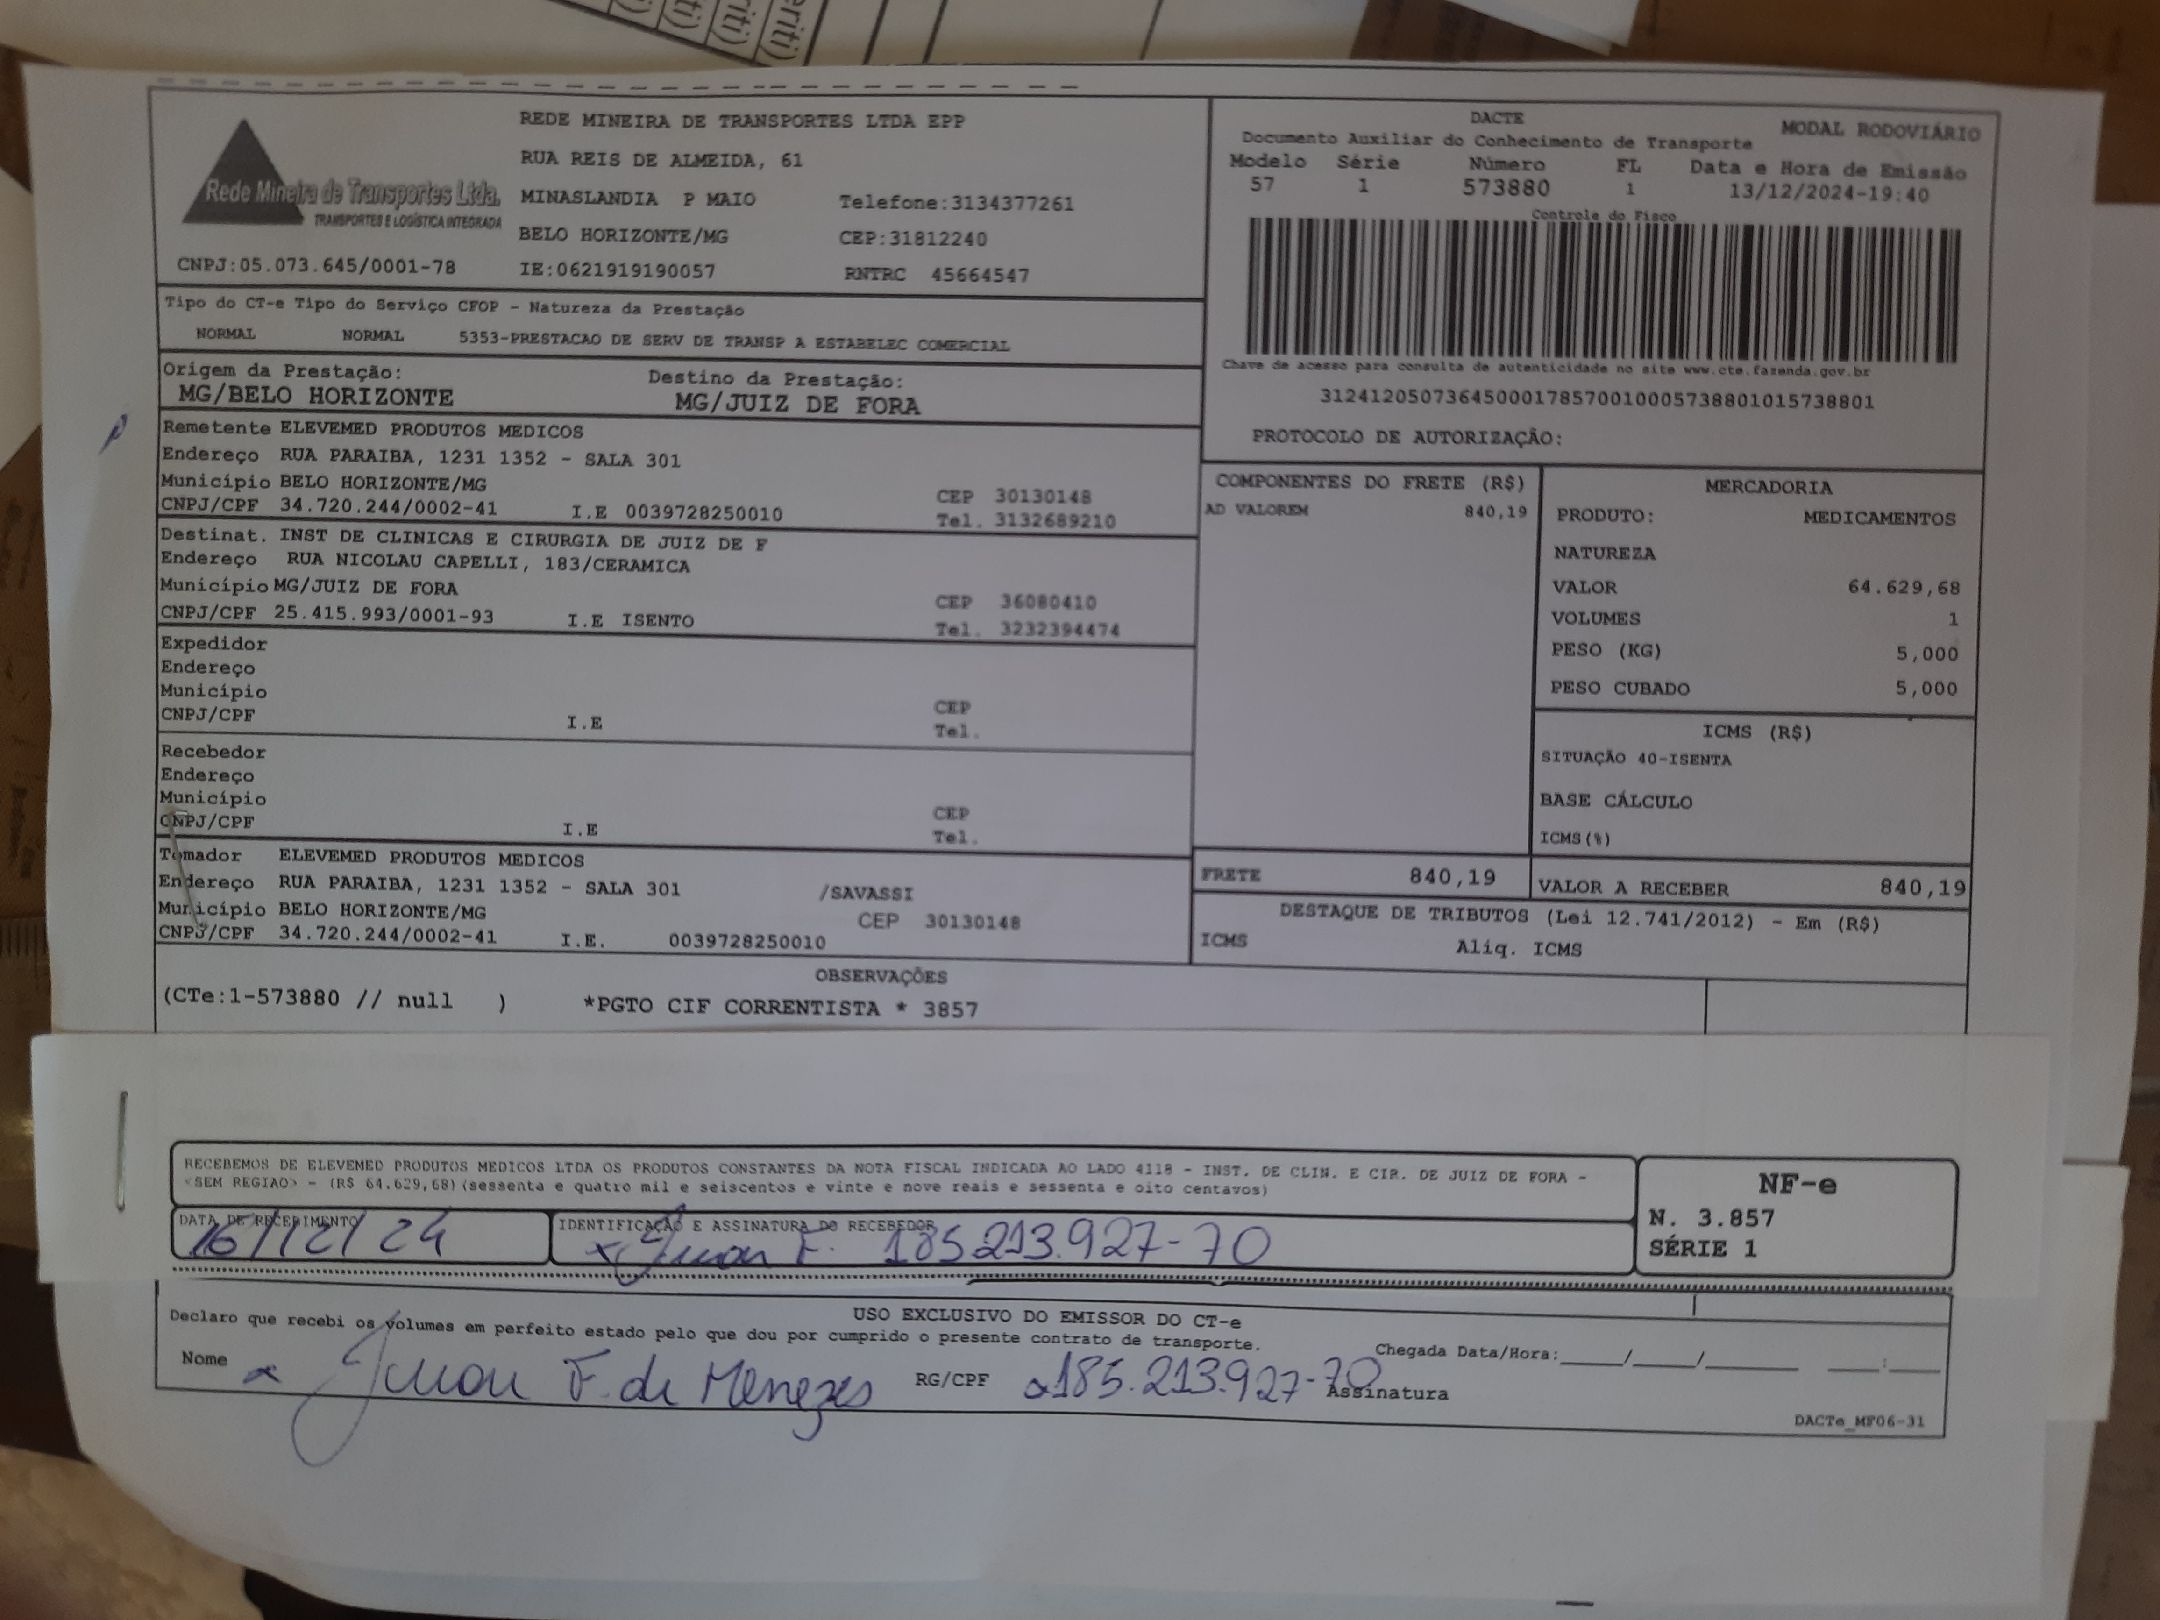 eriti)
riti)
ti)
i)
REDE MINEIRA DE TRANSPORTES LTDA EPP
RUA REIS DE ALMEIDA, 61
Rede Mineira de Transportes Ltda.
TRANSPORTES E LOGÍSTICA INTEGRADA
MINASLANDIA P MAIO Telefone:3134377261
BELO HORIZONTE/MG CEP:31812240
CNPJ:05.073.645/0001-78 IE:0621919190057 RNTRC 45664547
DACTE MODAL RODOVIÁRIO
Documento Auxiliar do Conhecimento de Transporte
Modelo Série Número FL Data e Hora de Emissão
57 1 573880 1 13/12/2024-19:40
Controle do Fisco
Chave de acesso para consulta de autenticidade no site www.cte.fazenda.gov.br
31241205073645000178570010005738801015738801
PROTOCOLO DE AUTORIZAÇÃO:
Tipo do CT-e Tipo do Serviço CFOP - Natureza da Prestação
NORMAL NORMAL 5353-PRESTACAO DE SERV DE TRANSP A ESTABELEC COMERCIAL
Origem da Prestação: Destino da Prestação:
MG/BELO HORIZONTE MG/JUIZ DE FORA
Remetente ELEVEMED PRODUTOS MEDICOS
Endereço RUA PARAIBA, 1231 1352 - SALA 301
Município BELO HORIZONTE/MG CEP 30130148
CNPJ/CPF 34.720.244/0002-41 I.E 0039728250010 Tel. 3132689210
Destinat. INST DE CLINICAS E CIRURGIA DE JUIZ DE F
Endereço RUA NICOLAU CAPELLI, 183/CERAMICA
Município MG/JUIZ DE FORA CEP 36080410
CNPJ/CPF 25.415.993/0001-93 I.E ISENTO Tel. 3232394474
Expedidor
Endereço
Município CEP
CNPJ/CPF I.E Tel.
Recebedor
Endereço
Município CEP
CNPJ/CPF I.E Tel.
Tomador ELEVEMED PRODUTOS MEDICOS
Endereço RUA PARAIBA, 1231 1352 - SALA 301 /SAVASSI
Município BELO HORIZONTE/MG CEP 30130148
CNPJ/CPF 34.720.244/0002-41 I.E. 0039728250010
COMPONENTES DO FRETE (R$)
AD VALOREM 840,19
MERCADORIA
PRODUTO: MEDICAMENTOS
NATUREZA
VALOR 64.629,68
VOLUMES 1
PESO (KG) 5,000
PESO CUBADO 5,000
ICMS (R$)
SITUAÇÃO 40-ISENTA
BASE CÁLCULO
ICMS(%)
FRETE 840,19 VALOR A RECEBER 840,19
DESTAQUE DE TRIBUTOS (Lei 12.741/2012) - Em (R$)
ICMS Aliq. ICMS
OBSERVAÇÕES
(CTe:1-573880 // null ) *PGTO CIF CORRENTISTA * 3857
RECEBEMOS DE ELEVEMED PRODUTOS MEDICOS LTDA OS PRODUTOS CONSTANTES DA NOTA FISCAL INDICADA AO LADO 4118 - INST. DE CLIN. E CIR. DE JUIZ DE FORA -
<SEM REGIAO> - (R$ 64.629,68)(sessenta e quatro mil e seiscentos e vinte e nove reais e sessenta e oito centavos)
DATA DE RECEBIMENTO IDENTIFICAÇÃO E ASSINATURA DO RECEBEDOR
16/12/24 x Juan F. 185213.927-70
NF-e
N. 3.857
SÉRIE 1
USO EXCLUSIVO DO EMISSOR DO CT-e
Declaro que recebi os volumes em perfeito estado pelo que dou por cumprido o presente contrato de transporte.
Chegada Data/Hora:____/____/______ ___:___
Nome x Juan F. de Menezes RG/CPF x185.213.927-70 Assinatura
DACTe_MF06-31